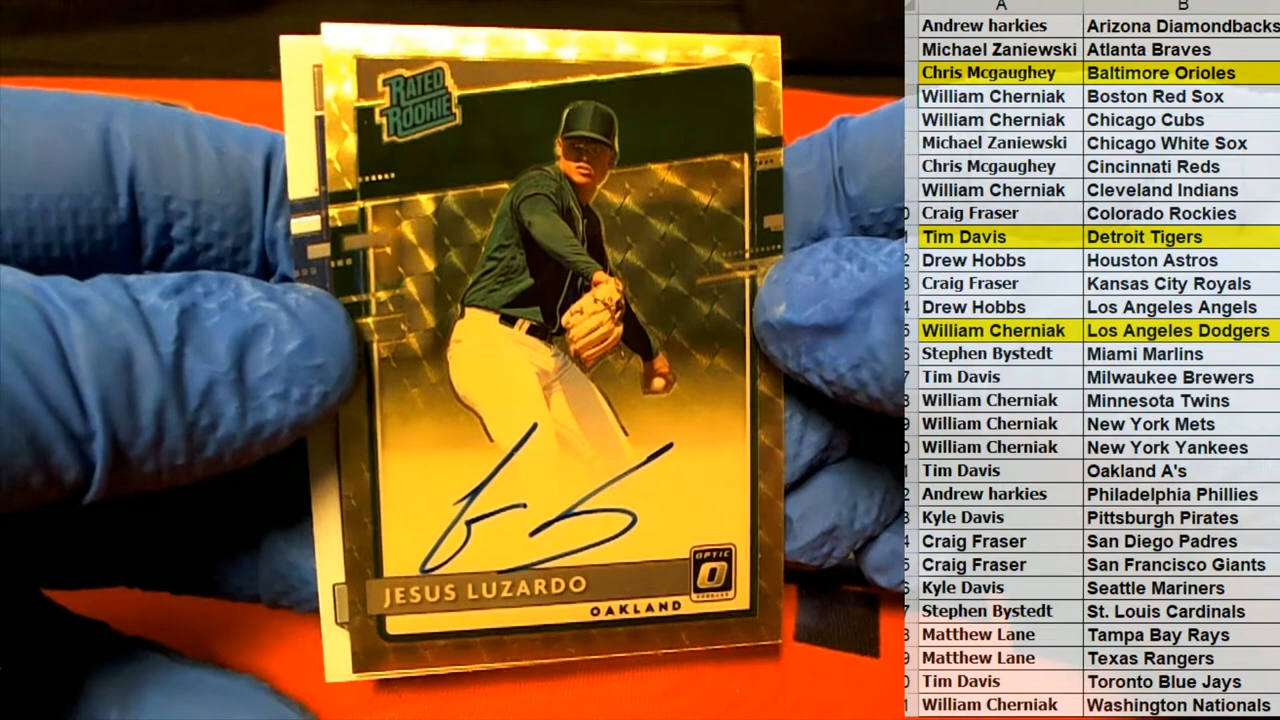 RATED
ROOKIE
JESUS LUZARDO
OPTIC
OAKLAND
A B
Andrew harkies Arizona Diamondbacks
Michael Zaniewski Atlanta Braves
Chris Mcgaughey Baltimore Orioles
William Cherniak Boston Red Sox
William Cherniak Chicago Cubs
Michael Zaniewski Chicago White Sox
Chris Mcgaughey Cincinnati Reds
William Cherniak Cleveland Indians
Craig Fraser Colorado Rockies
Tim Davis Detroit Tigers
Drew Hobbs Houston Astros
Craig Fraser Kansas City Royals
Drew Hobbs Los Angeles Angels
William Cherniak Los Angeles Dodgers
Stephen Bystedt Miami Marlins
Tim Davis Milwaukee Brewers
William Cherniak Minnesota Twins
William Cherniak New York Mets
William Cherniak New York Yankees
Tim Davis Oakland A's
Andrew harkies Philadelphia Phillies
Kyle Davis Pittsburgh Pirates
Craig Fraser San Diego Padres
Craig Fraser San Francisco Giants
Kyle Davis Seattle Mariners
Stephen Bystedt St. Louis Cardinals
Matthew Lane Tampa Bay Rays
Matthew Lane Texas Rangers
Tim Davis Toronto Blue Jays
William Cherniak Washington Nationals